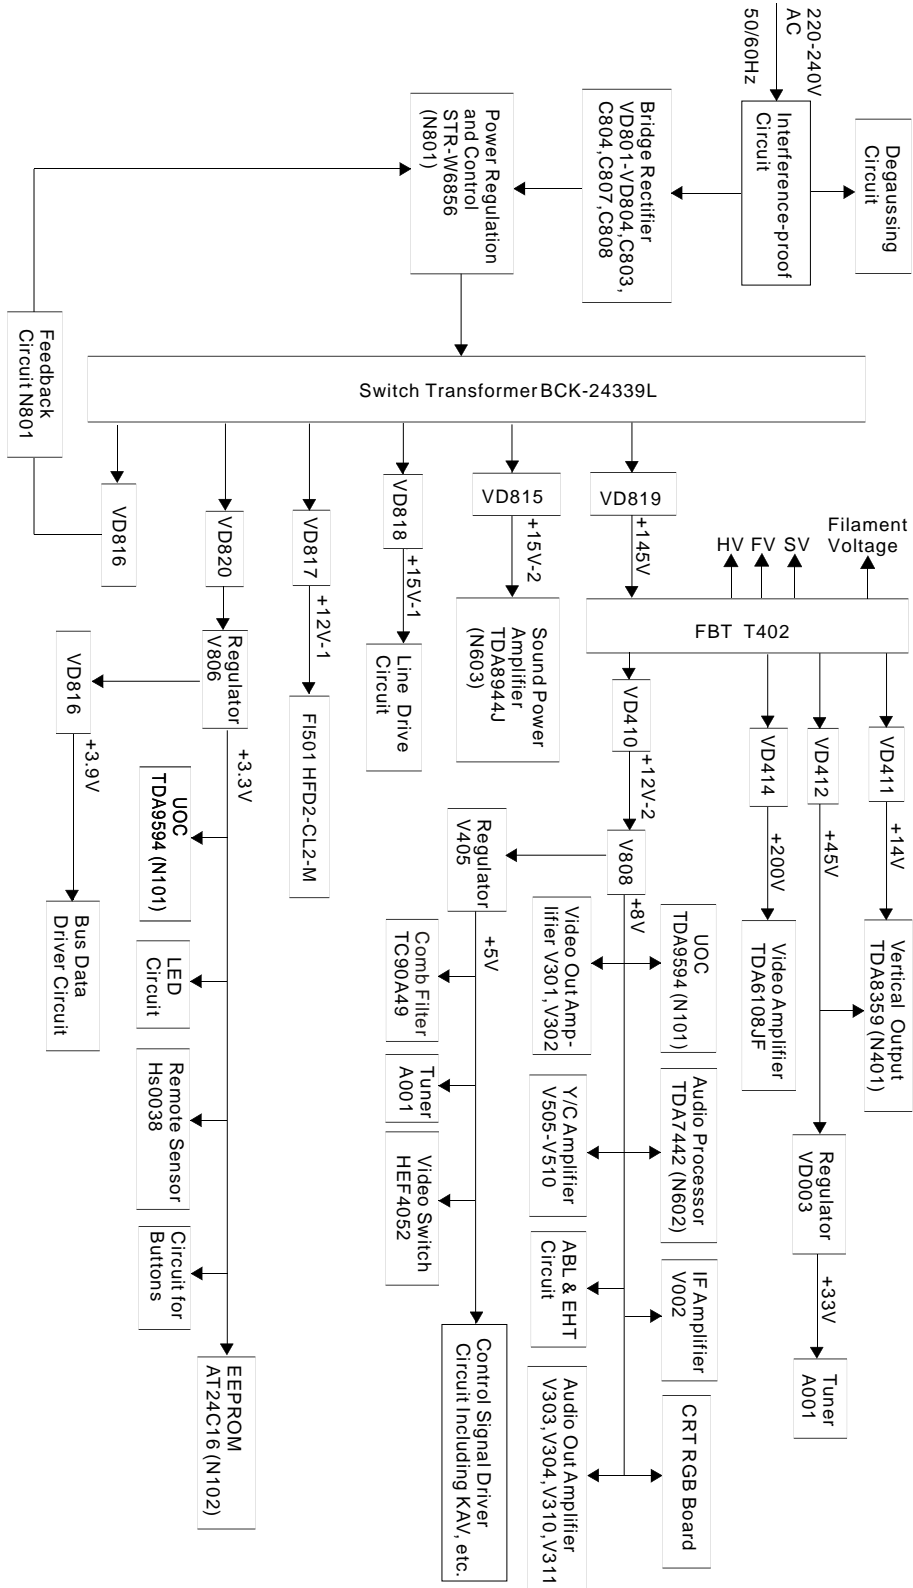 220-240V
AC
50/60Hz
Interference-proof
Circuit
Degaussing
Circuit
Bridge Rectifier
VD801-VD804,C803,
C804,C807,C808
Power Regulation
and Control
STR-W6856
(N801)
Feedback
Circuit N801
Switch Transformer BCK-24339L
VD816
VD820
VD817
VD818
VD815
VD819
+12V-1
+15V-1
+15V-2
+145V
HV
FV
SV
Filament
Voltage
FBT T402
Sound Power
Amplifier
TDA8944J
(N603)
Line Drive
Circuit
FI501 HFD2-CL2-M
Regulator
V806
VD816
+3.9V
Bus Data
Driver Circuit
+3.3V
UOC
TDA9594 (N101)
LED
Circuit
Remote Sensor
Hs0038
Circuit for
Buttons
EEPROM
AT24C16 (N102)
VD410
+12V-2
V808
Regulator
V405
+5V
Comb Filter
TC90A49
Tuner
A001
Video Switch
HEF4052
Control Signal Driver
Circuit Including KAV, etc.
+8V
Video Out Amp-
lifier V301,V302
UOC
TDA9594 (N101)
Y/C Amplifier
V505-V510
Audio Processor
TDA7442 (N602)
ABL & EHT
Circuit
IF Amplifier
V002
Audio Out Amplifier
V303,V304,V310,V311
CRT RGB Board
VD414
+200V
Video Amplifier
TDA6108JF
VD412
+45V
VD411
+14V
Vertical Output
TDA8359 (N401)
Regulator
VD003
+33V
Tuner
A001